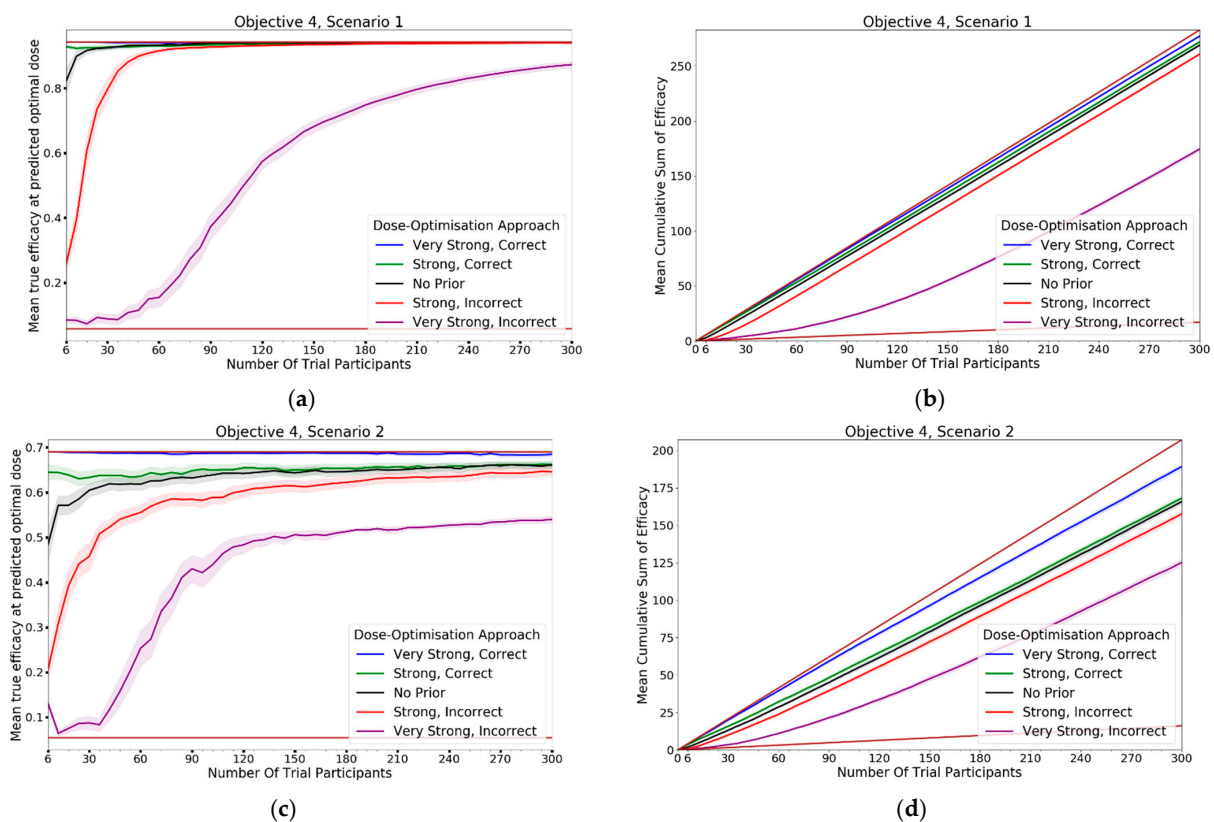 Objective 4, Scenario 1
Mean true efficacy at predicted optimal dose
0.8
0.6
0.4
0.2
Dose-Optimisation Approach
Very Strong, Correct
Strong, Correct
No Prior
Strong, Incorrect
Very Strong, Incorrect
6 30 60 90 120 150 180 210 240 270 300
Number Of Trial Participants
(a)
Objective 4, Scenario 1
Mean Cumulative Sum of Efficacy
250
200
150
100
50
0
Dose-Optimisation Approach
Very Strong, Correct
Strong, Correct
No Prior
Strong, Incorrect
Very Strong, Incorrect
0 6 30 60 90 120 150 180 210 240 270 300
Number Of Trial Participants
(b)
Objective 4, Scenario 2
Mean true efficacy at predicted optimal dose
0.7
0.6
0.5
0.4
0.3
0.2
0.1
Dose-Optimisation Approach
Very Strong, Correct
Strong, Correct
No Prior
Strong, Incorrect
Very Strong, Incorrect
6 30 60 90 120 150 180 210 240 270 300
Number Of Trial Participants
(c)
Objective 4, Scenario 2
Mean Cumulative Sum of Efficacy
200
175
150
125
100
75
50
25
0
Dose-Optimisation Approach
Very Strong, Correct
Strong, Correct
No Prior
Strong, Incorrect
Very Strong, Incorrect
0 6 30 60 90 120 150 180 210 240 270 300
Number Of Trial Participants
(d)